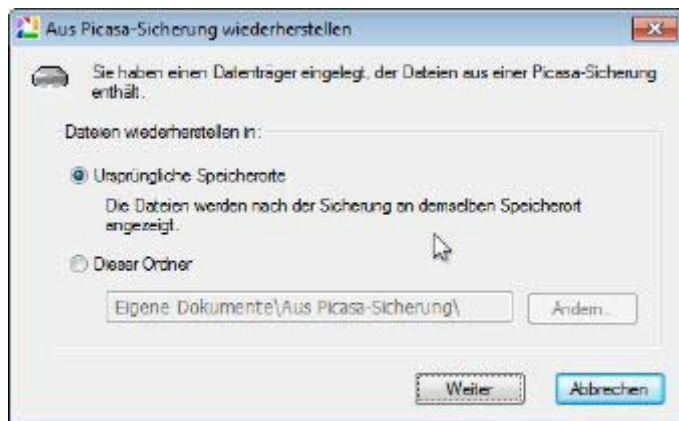 Aus Picasa-Sicherung wiederherstellen
Sie haben einen Datenträger eingelegt, der Dateien aus einer Picasa-Sicherung
enthält.
Dateien wiederherstellen in:
Ursprüngliche Speicherorte
Die Dateien werden nach der Sicherung an demselben Speicherort
angezeigt.
Dieser Ordner
Eigene Dokumente\Aus Picasa-Sicherung\
Ändern...
Weiter
Abbrechen